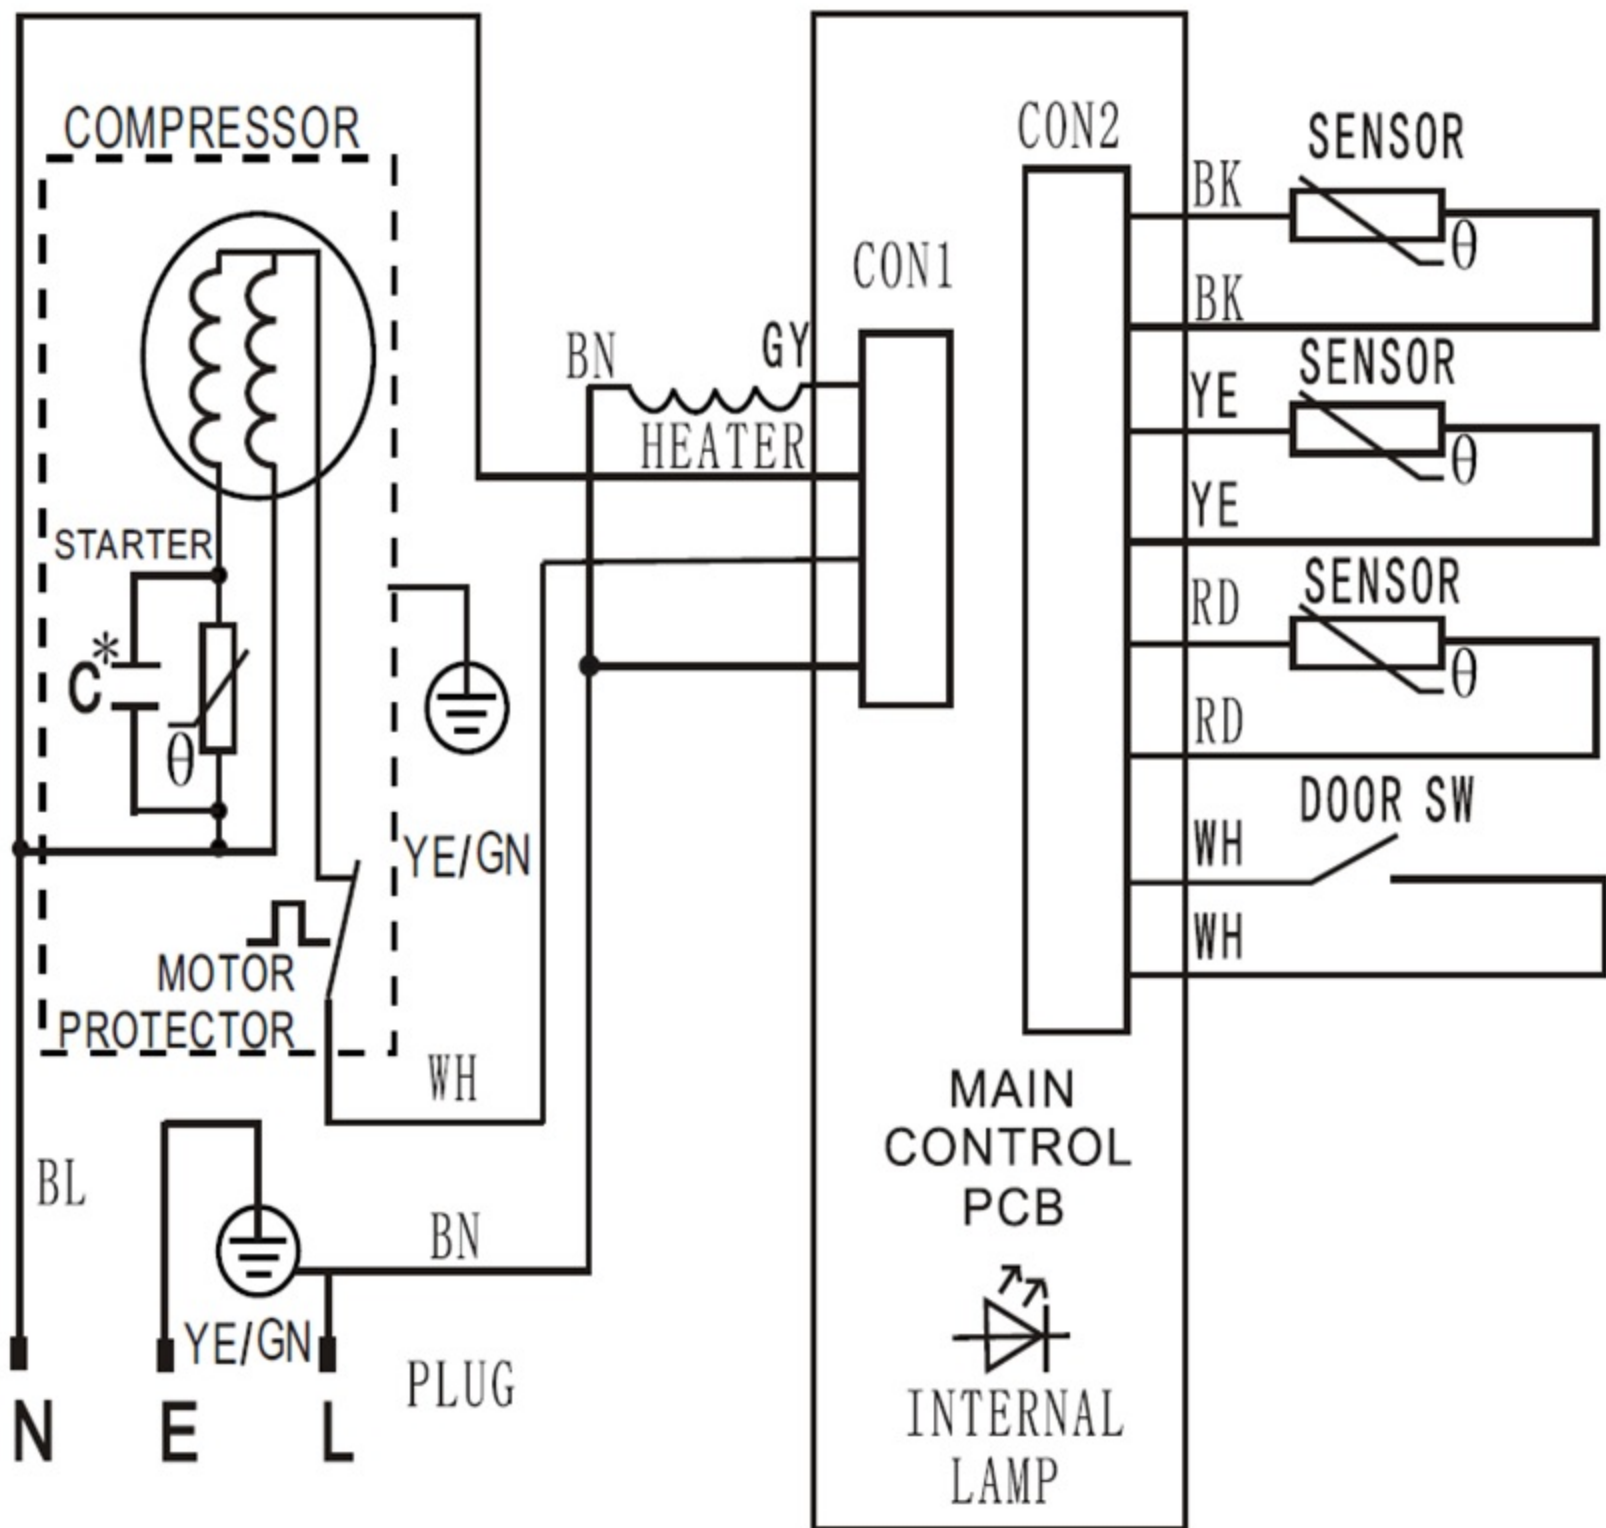 COMPRESSOR
CON2
SENSOR
BK
θ
CON1
BK
BN
GY
SENSOR
YE
HEATER
θ
YE
STARTER
SENSOR
RD
C*
θ
θ
RD
DOOR SW
YE/GN
WH
WH
MOTOR
PROTECTOR
WH
MAIN
CONTROL
PCB
BL
BN
YE/GN
PLUG
INTERNAL
LAMP
N
E
L